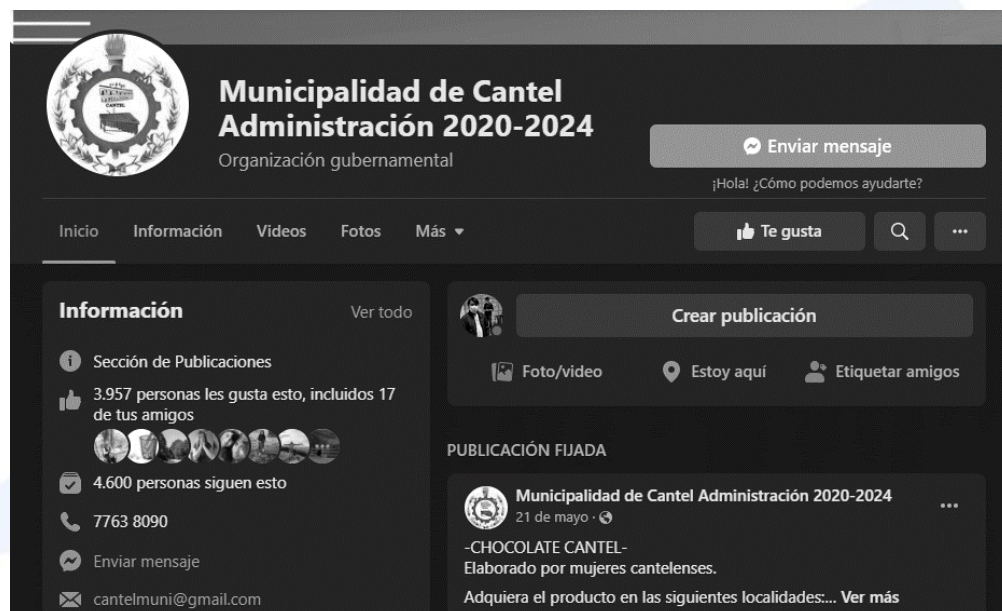 CANTEL
Municipalidad de Cantel
Administración 2020-2024
Organización gubernamental
Enviar mensaje
¡Hola! ¿Cómo podemos ayudarte?
Inicio
Información
Videos
Fotos
Más
Te gusta
Información
Ver todo
Sección de Publicaciones
3.957 personas les gusta esto, incluidos 17
de tus amigos
4.600 personas siguen esto
7763 8090
Enviar mensaje
cantelmuni@gmail.com
Crear publicación
Foto/video
Estoy aquí
Etiquetar amigos
PUBLICACIÓN FIJADA
Municipalidad de Cantel Administración 2020-2024
21 de mayo ·
-CHOCOLATE CANTEL-
Elaborado por mujeres cantelenses.
Adquiera el producto en las siguientes localidades:... Ver más